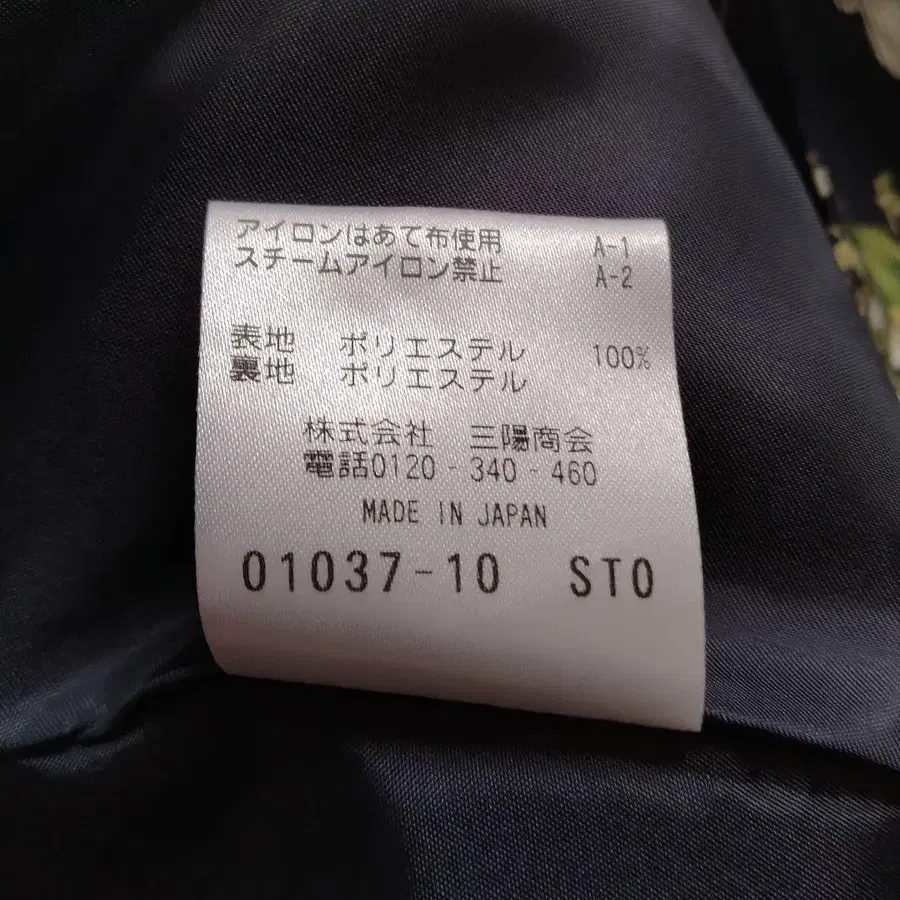 アイロンはあて布使用 A-1
スチームアイロン禁止 A-2
表地 ポリエステル 100%
裏地 ポリエステル
株式会社 三陽商会
電話0120-340-460
MADE IN JAPAN
01037-10 STO